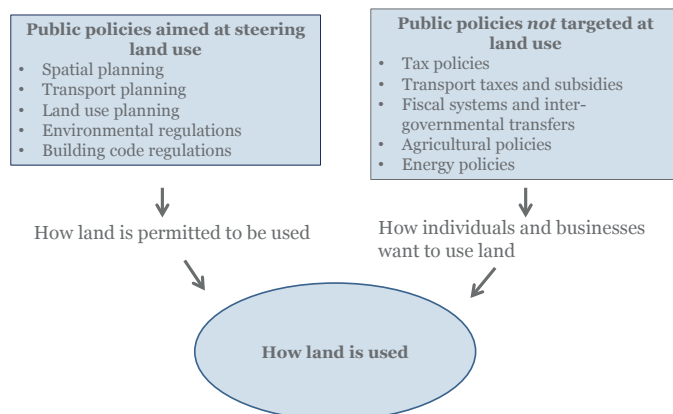 Public policies aimed at steering
land use
• Spatial planning
• Transport planning
• Land use planning
• Environmental regulations
• Building code regulations
Public policies not targeted at
land use
• Tax policies
• Transport taxes and subsidies
• Fiscal systems and inter-
governmental transfers
• Agricultural policies
• Energy policies
How land is permitted to be used
How individuals and businesses
want to use land
How land is used